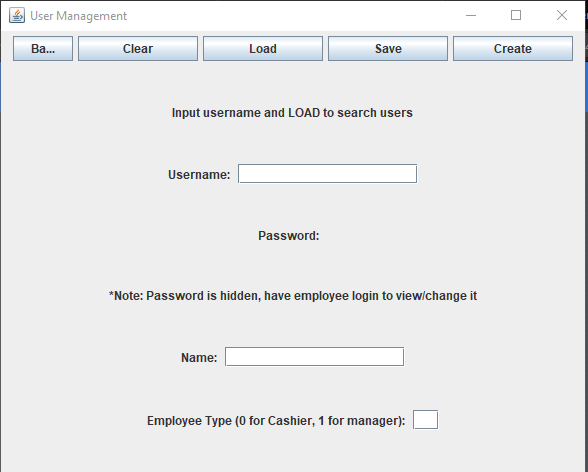 User Management
Ba... Clear Load Save Create
Input username and LOAD to search users
Username:
Password:
*Note: Password is hidden, have employee login to view/change it
Name:
Employee Type (0 for Cashier, 1 for manager):